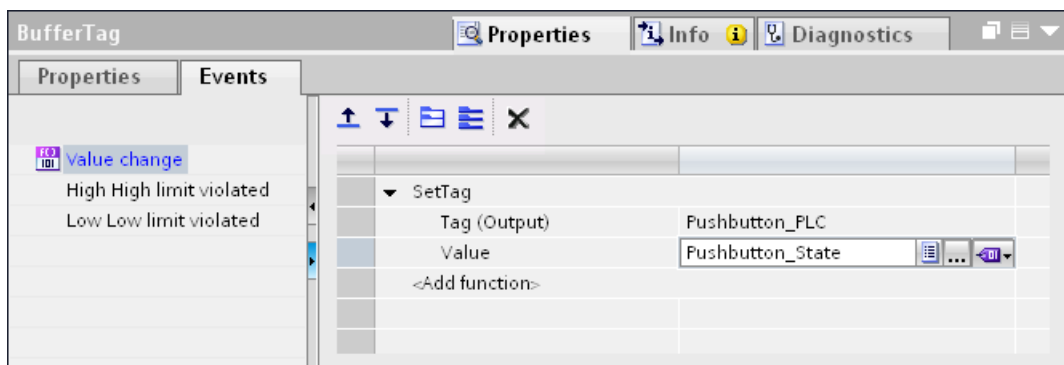 BufferTag Properties Info Diagnostics
Properties Events
Value change
High High limit violated
Low Low limit violated
SetTag
Tag (Output) Pushbutton_PLC
Value Pushbutton_State ...
<Add function>